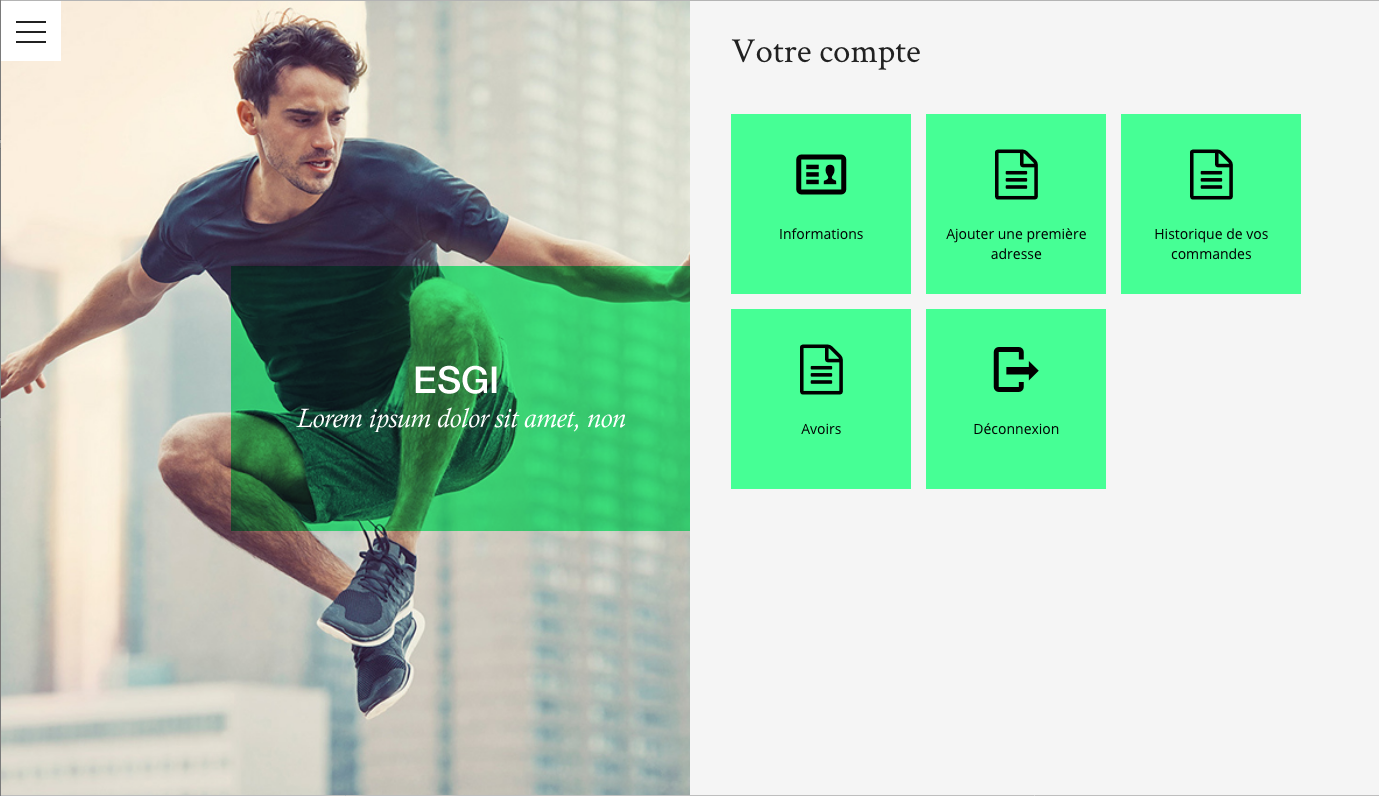 ESGI
Lorem ipsum dolor sit amet, non
Votre compte
Informations
Ajouter une première
adresse
Historique de vos
commandes
Avoirs
Déconnexion